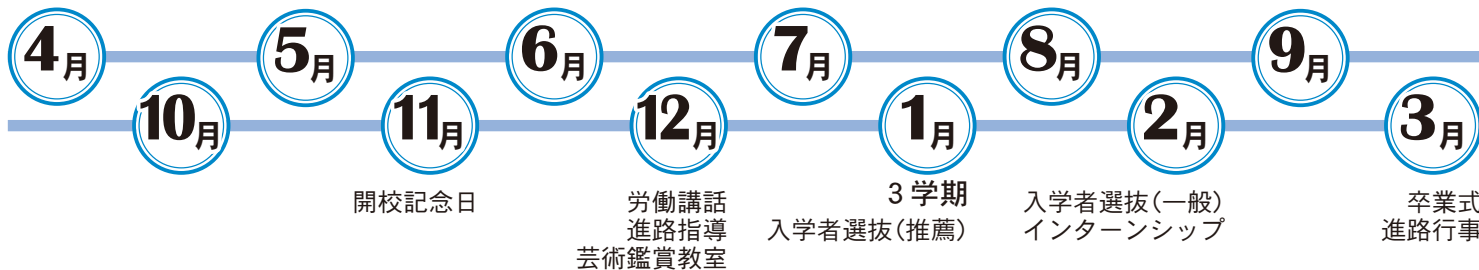 4月
5月
6月
7月
8月
9月
10月
11月
12月
1月
2月
3月
開校記念日
労働講話
進路指導
芸術鑑賞教室
3学期
入学者選抜(推薦)
入学者選抜(一般)
インターンシップ
卒業式
進路行事